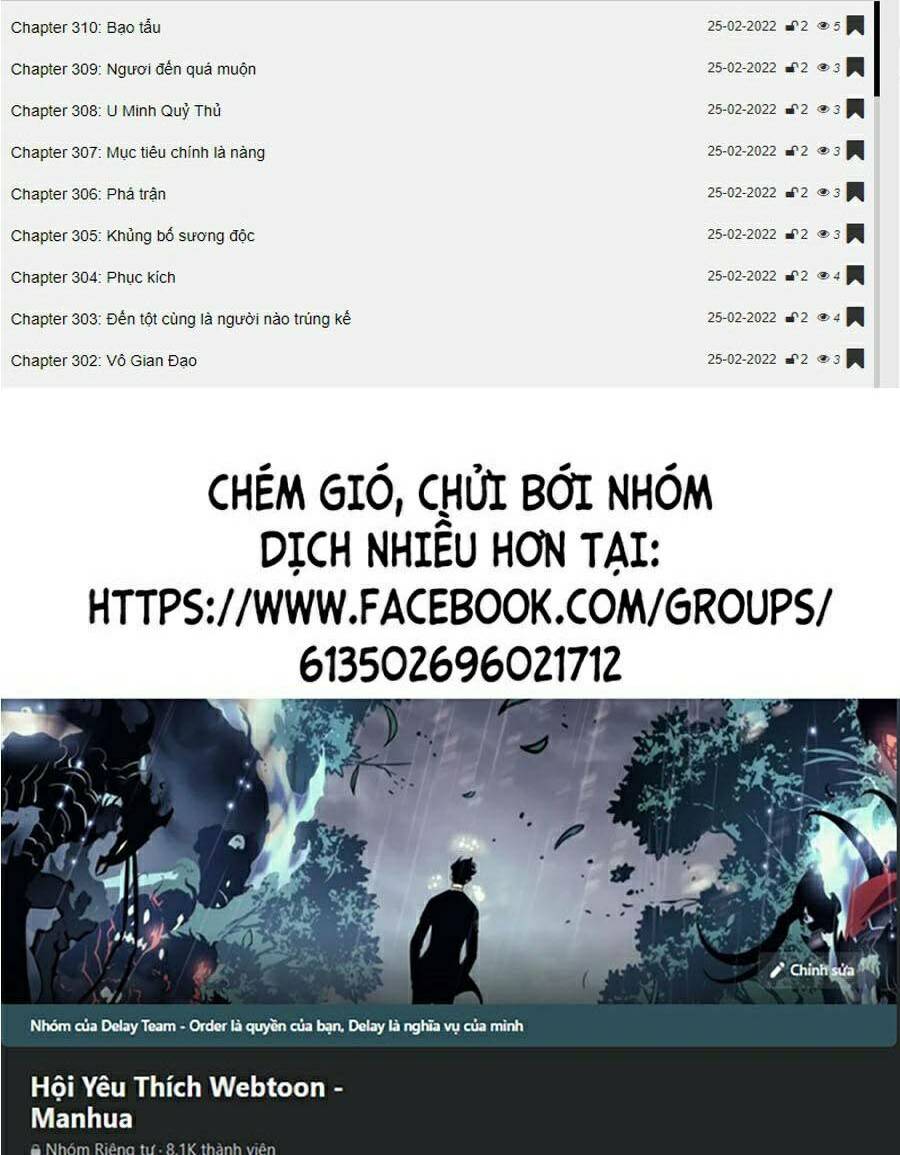 Chapter 310: Bạo tẩu 25-02-2022 2 5
Chapter 309: Ngươi đến quá muộn 25-02-2022 2 3
Chapter 308: U Minh Quỷ Thủ 25-02-2022 2 3
Chapter 307: Mục tiêu chính là nàng 25-02-2022 2 3
Chapter 306: Phá trận 25-02-2022 2 3
Chapter 305: Khủng bố sương độc 25-02-2022 2 3
Chapter 304: Phục kích 25-02-2022 2 4
Chapter 303: Đến tột cùng là người nào trúng kế 25-02-2022 2 4
Chapter 302: Vô Gian Đạo 25-02-2022 2 3
CHÉM GIÓ, CHỬI BỚI NHÓM
DỊCH NHIỀU HƠN TẠI:
HTTPS://WWW.FACEBOOK.COM/GROUPS/
613502696021712
Chỉnh sửa
Nhóm của Delay Team - Order là quyền của bạn, Delay là nghĩa vụ của mình
Hội Yêu Thích Webtoon -
Manhua
Nhóm Riêng tư · 8,1K thành viên